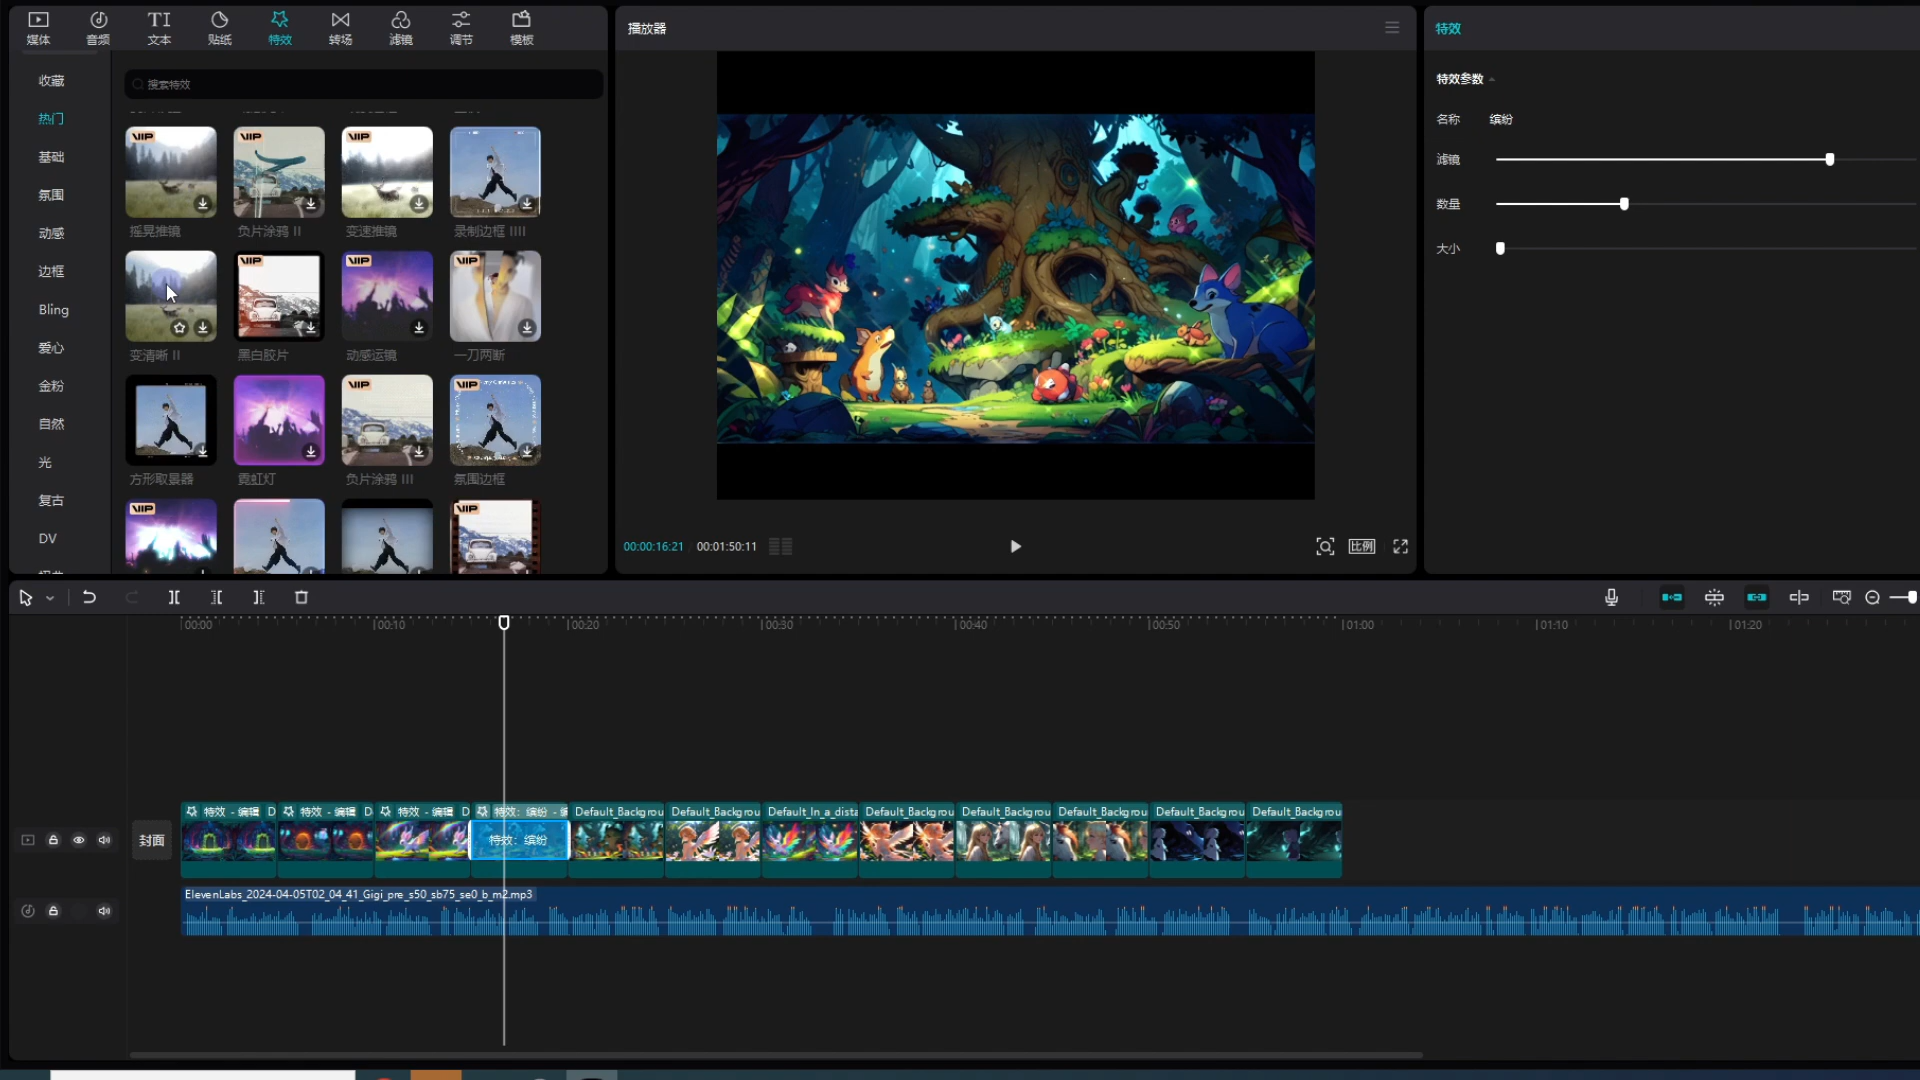 媒体 音频 文本 贴纸 特效 转场 滤镜 调节 模板
播放器
特效
搜索特效
收藏
热门
基础
氛围
动感
边框
Bling
爱心
金粉
自然
光
复古
DV
VIP VIP VIP
摇晃推镜 负片涂鸦 II 变速推镜 录制边框 IIII
VIP VIP VIP
变清晰 II 黑白胶片 动感运镜 一刀两断
VIP VIP
方形取景器 霓虹灯 负片涂鸦 III 氛围边框
VIP VIP
00:00:16:21 00:01:50:11
比例
特效参数
名称 缤纷
滤镜
数量
大小
00:00 00:10 00:20 00:30 00:40 00:50 01:00 01:10 01:20
特效 - 编辑 D 特效 - 编辑 D 特效 - 编辑 D 特效：缤纷 - 编 Default_Backgrou Default_Backgrou Default_In_a_dista Default_Backgrou Default_Backgrou Default_Backgrou Default_Backgrou Default_Backgrou
封面
特效：缤纷
ElevenLabs_2024-04-05T02_04_41_Gigi_pre_s50_sb75_se0_b_m2.mp3